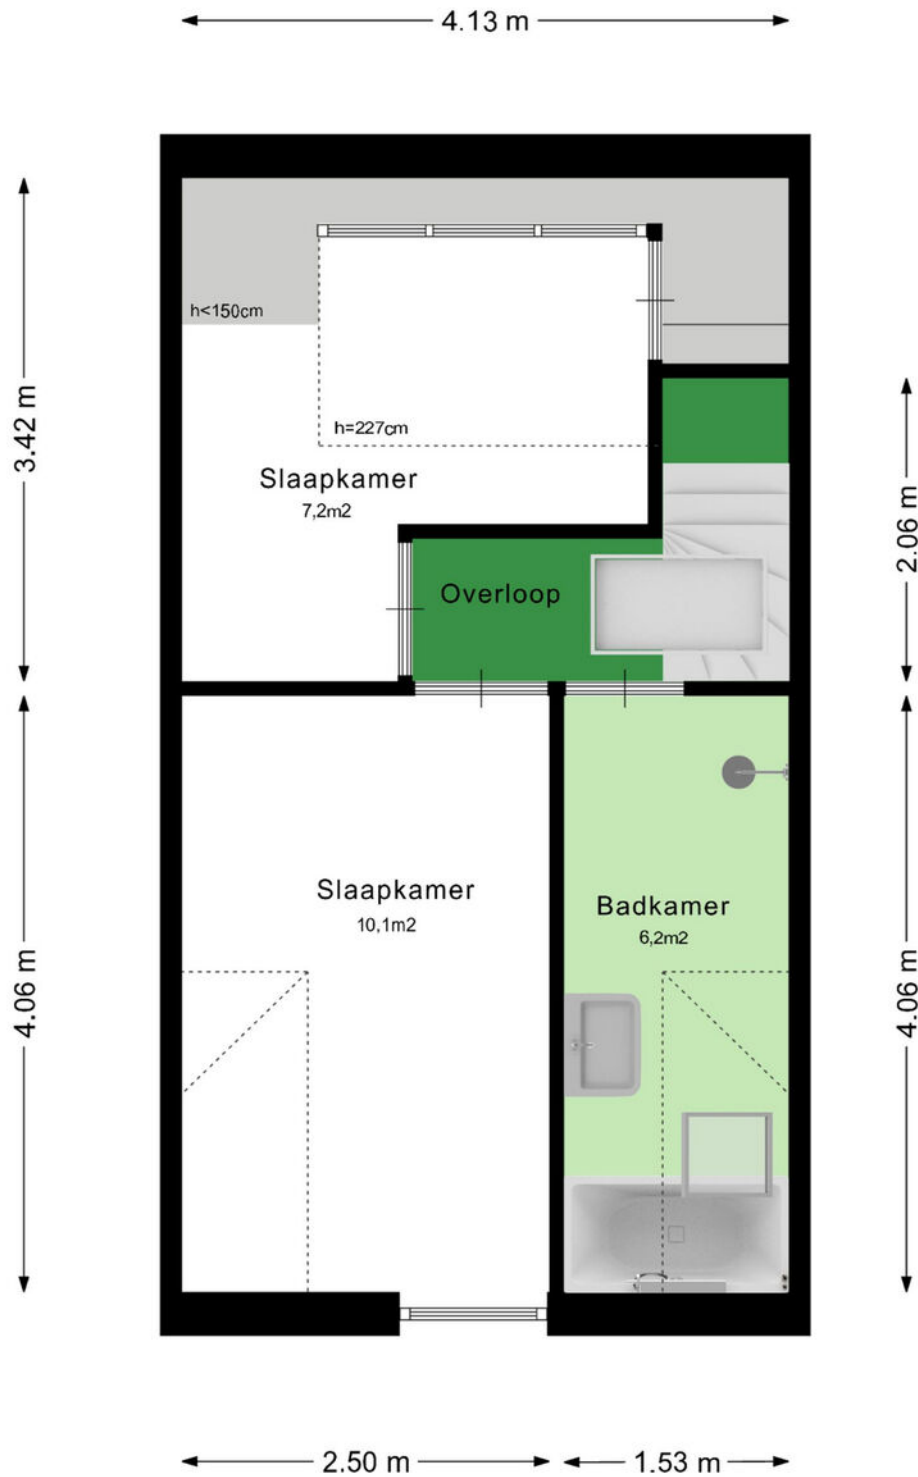 4.13 m
h<150cm
3.42 m
h=227cm
Slaapkamer
7,2m2
2.06 m
Overloop
Slaapkamer
10,1m2
Badkamer
6,2m2
4.06 m
4.06 m
2.50 m
1.53 m